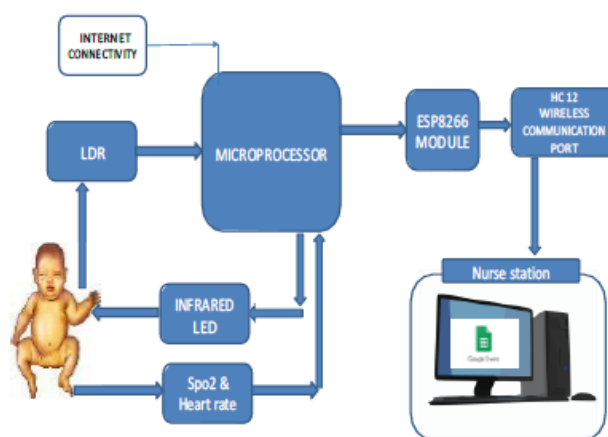 INTERNET
CONNECTIVITY
LDR
MICROPROCESSOR
ESP8266
MODULE
HC 12
WIRELESS
COMMUNICATION
PORT
INFRARED
LED
Spo2 &
Heart rate
Nurse station